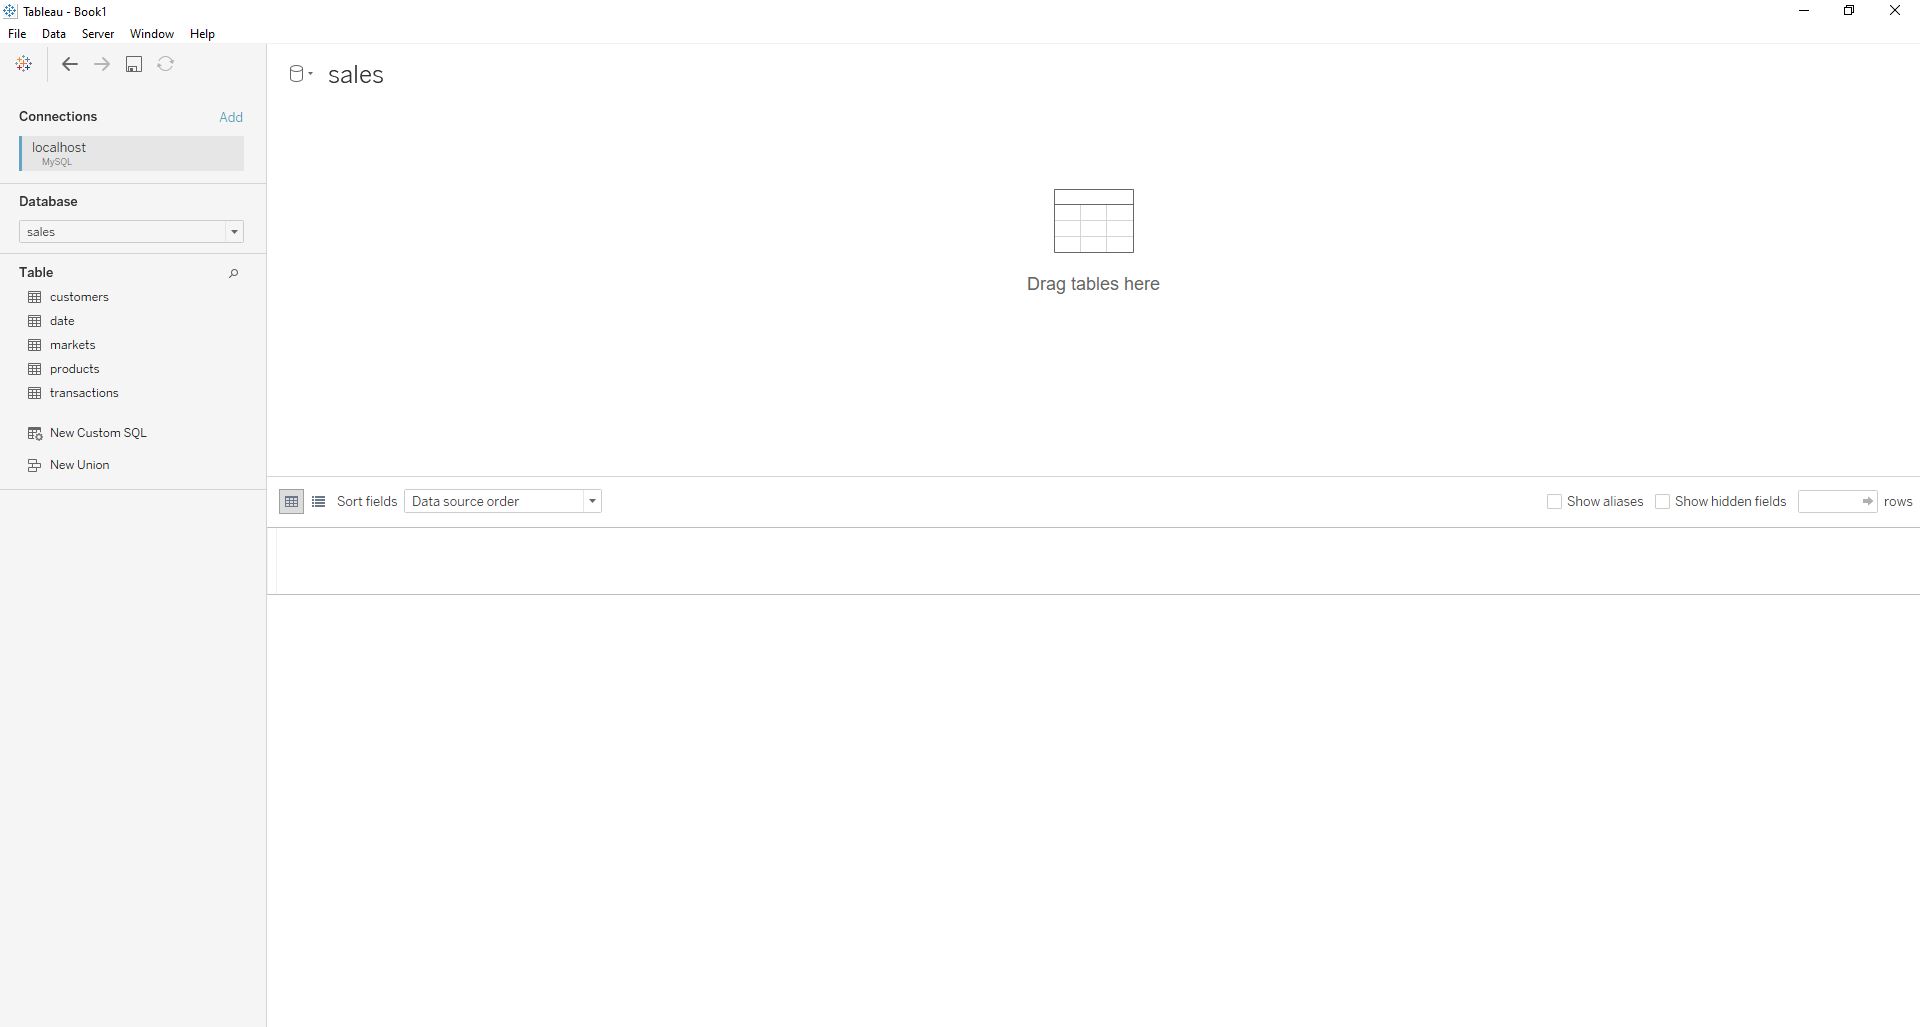 Tableau - Book1
File Data Server Window Help
Connections Add
localhost
MySQL
Database
sales
Table
customers
date
markets
products
transactions
New Custom SQL
New Union
sales
Drag tables here
Sort fields Data source order Show aliases Show hidden fields rows